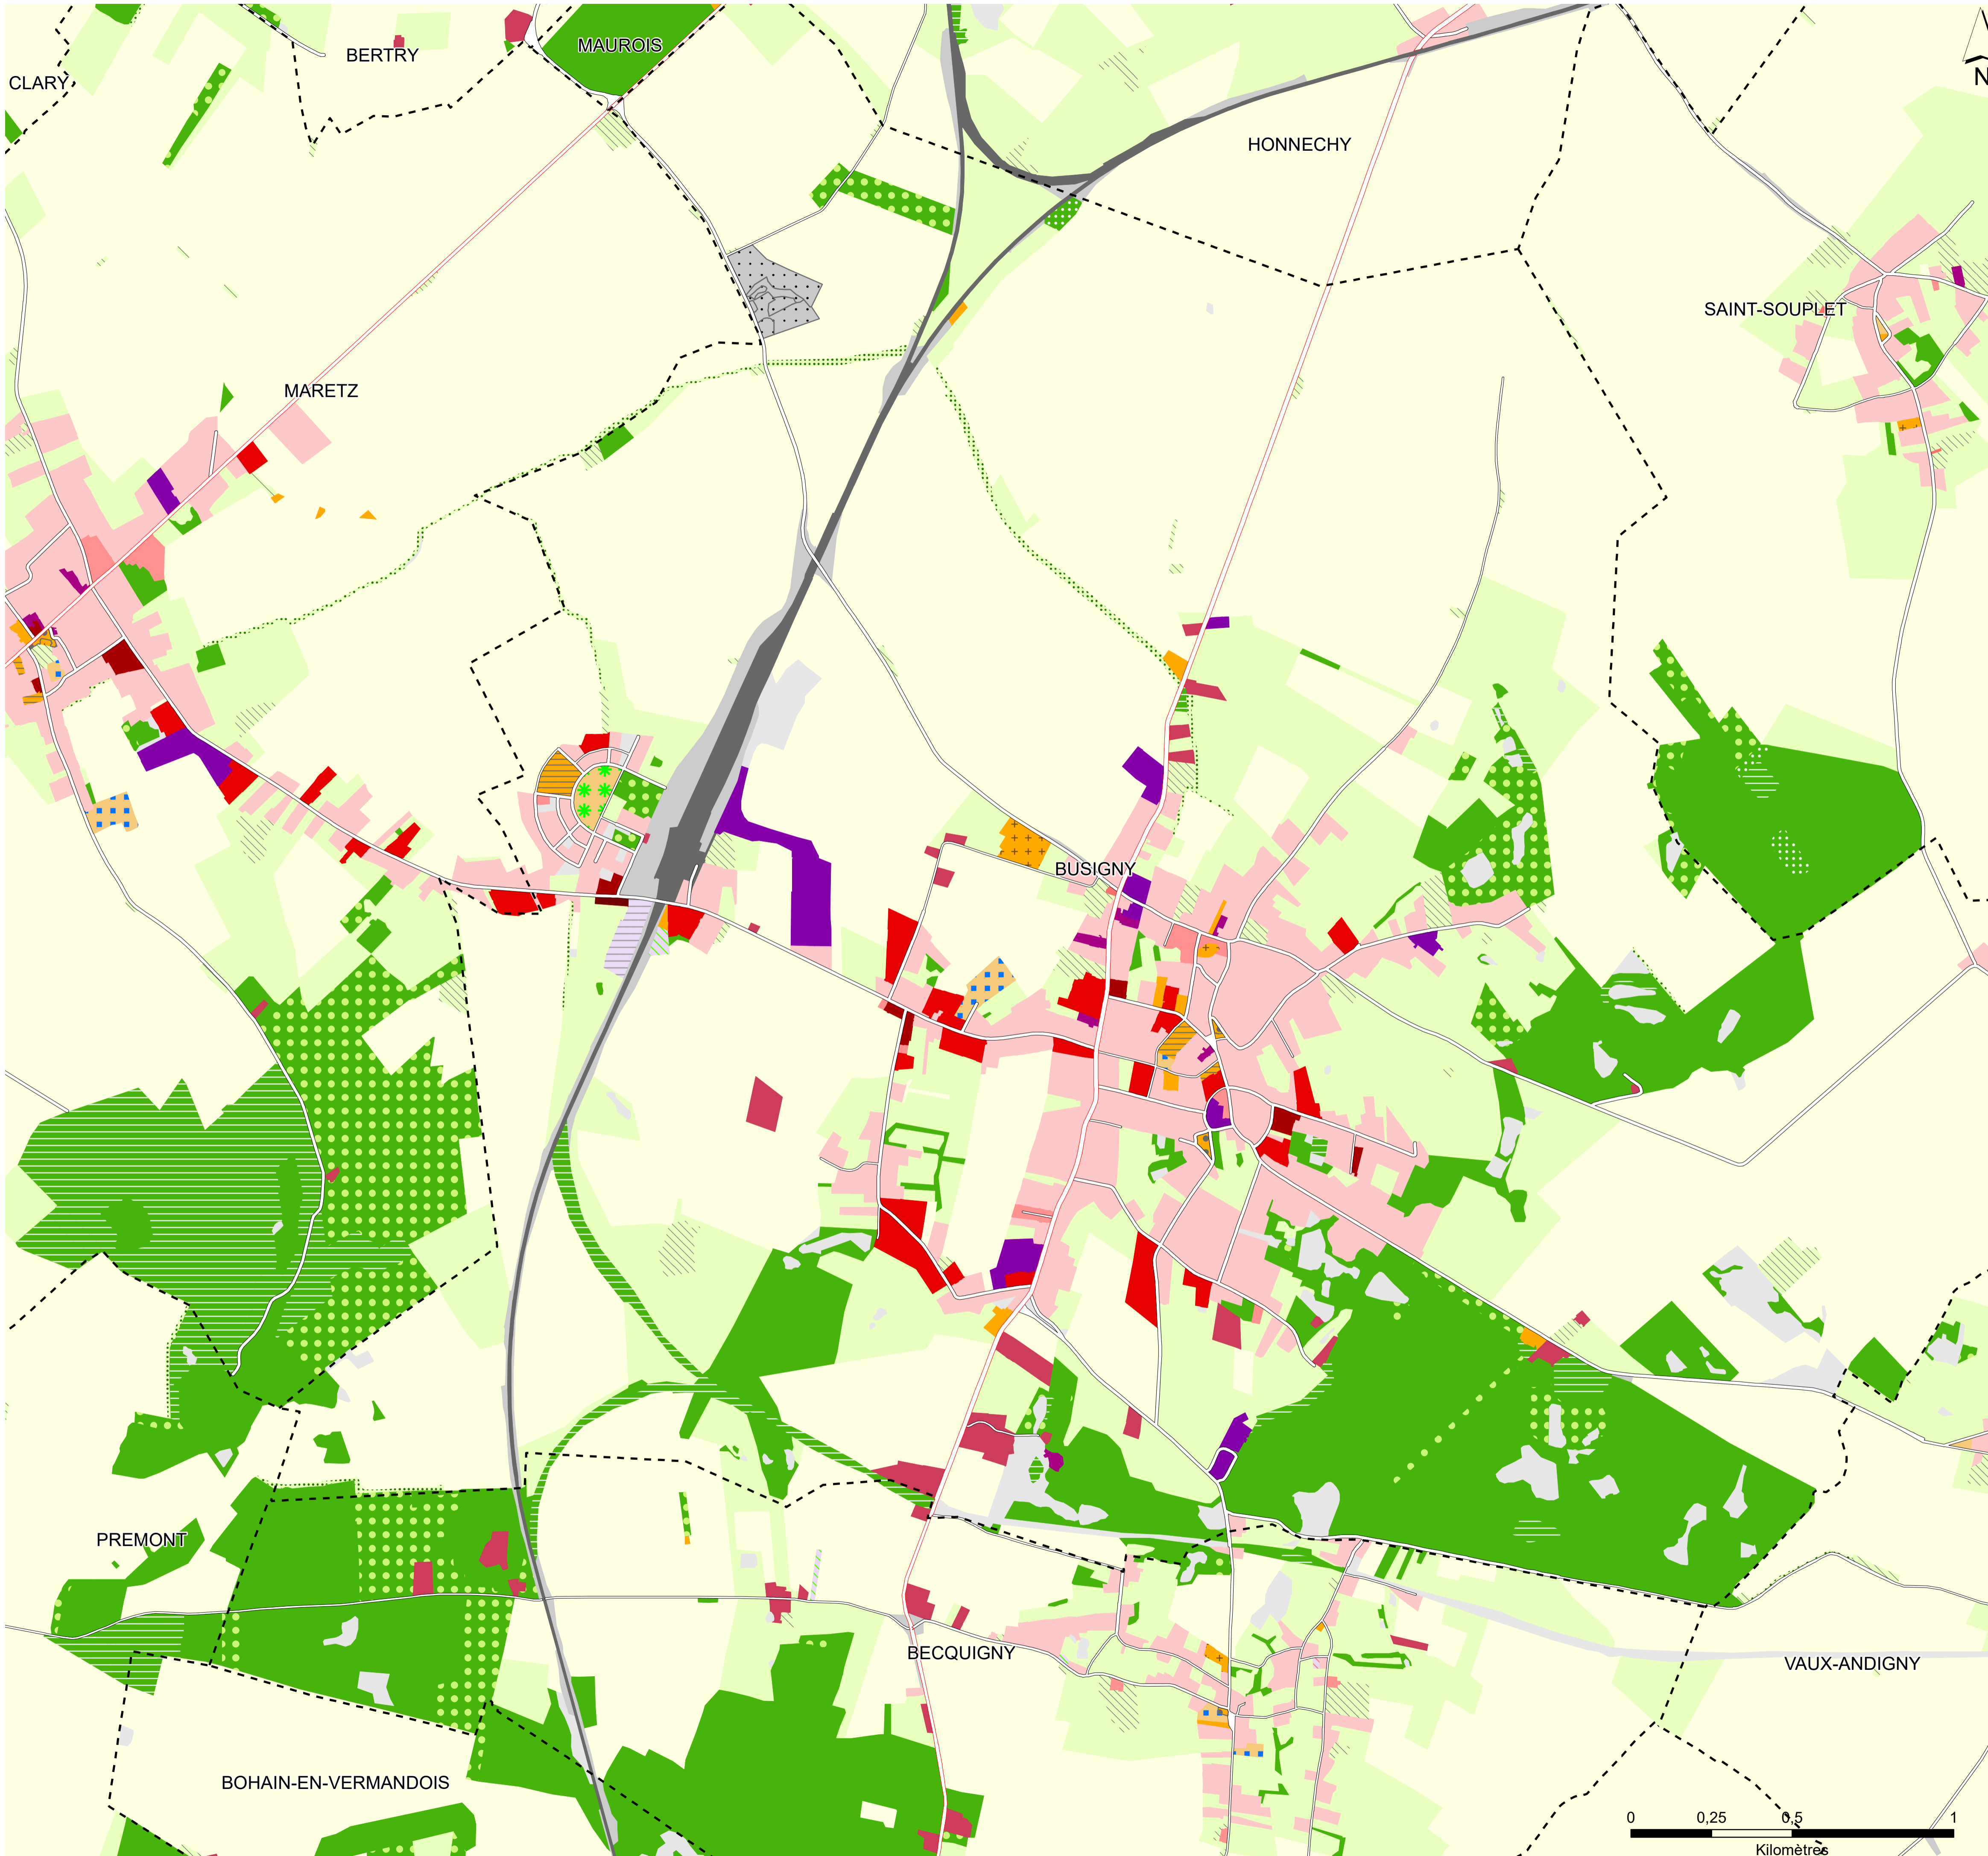 BERTRY
MAUROIS
CLARY
N
HONNECHY
SAINT-SOUPLET
MARETZ
BUSIGNY
PREMONT
BECQUIGNY
VAUX-ANDIGNY
BOHAIN-EN-VERMANDOIS
0 0,25 0,5 1
Kilomètres